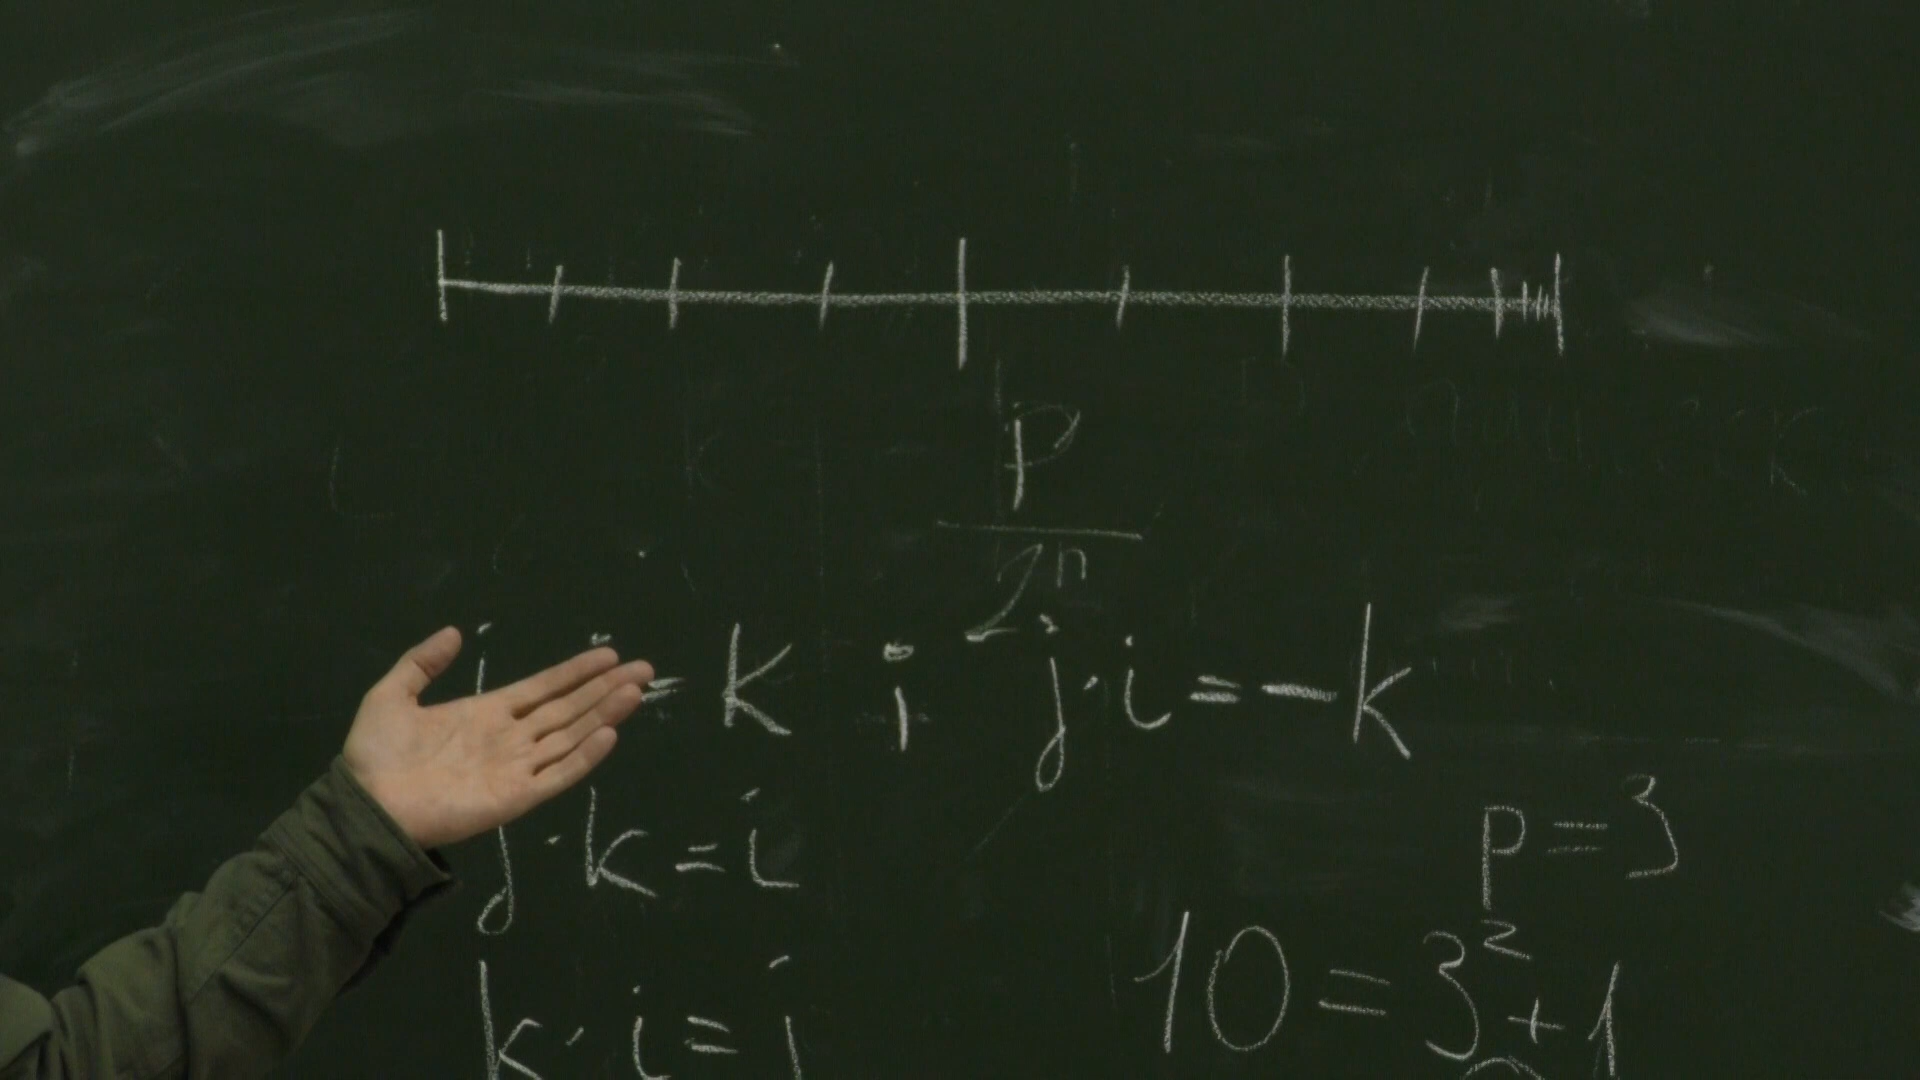 p
2ⁿ
i = k i j·i=-k
j·k=i
p=3
k·i=j
10=3²+1